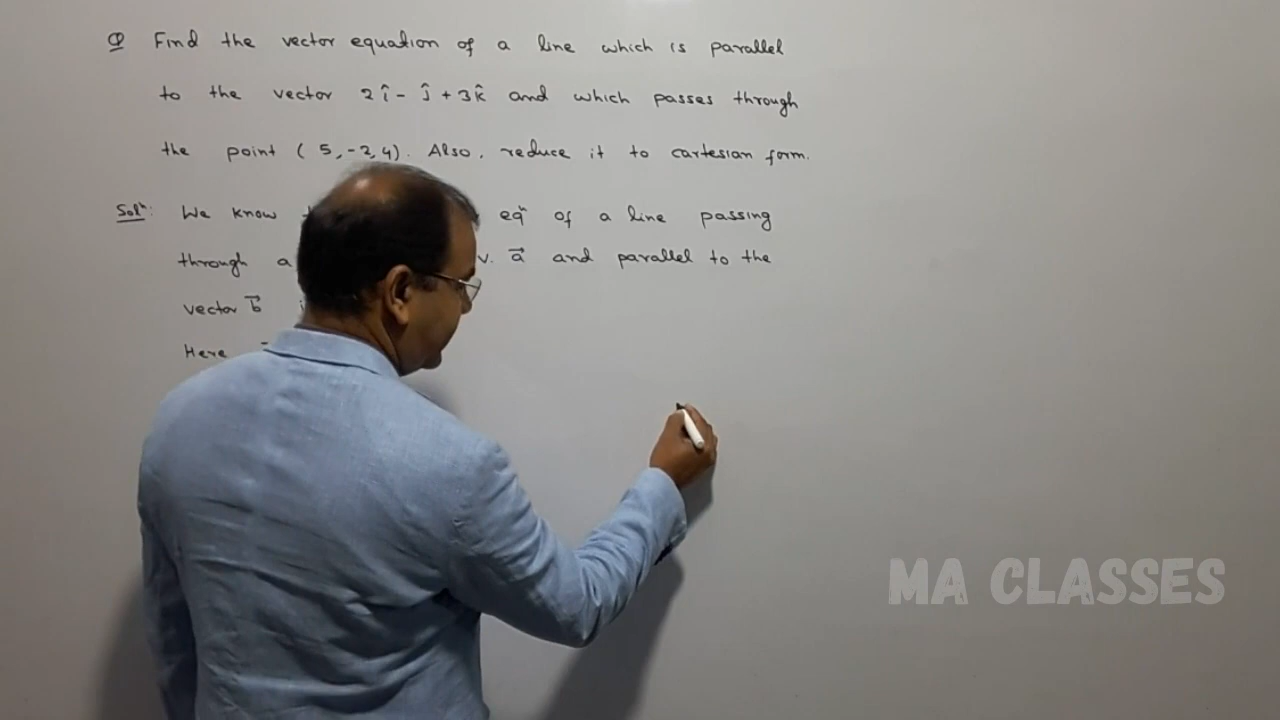 Q Find the vector equation of a line which is parallel
to the vector 2î - ĵ + 3k̂ and which passes through
the point (5, -2, 4). Also, reduce it to cartesian form.
Solⁿ: We know eqⁿ of a line passing
through a v. a⃗ and parallel to the
vector b⃗
Here
MA CLASSES